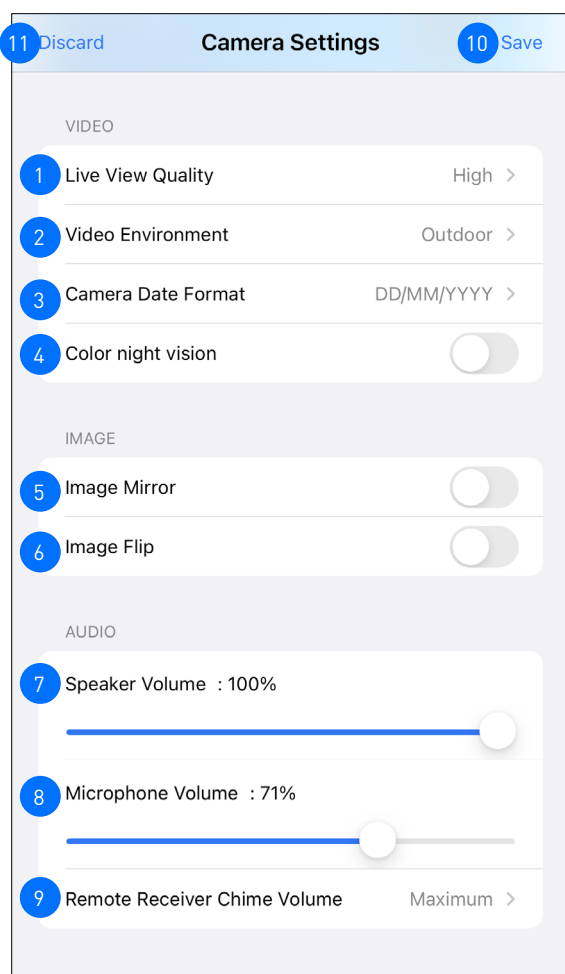 11 Discard Camera Settings 10 Save
VIDEO
1 Live View Quality High >
2 Video Environment Outdoor >
3 Camera Date Format DD/MM/YYYY >
4 Color night vision
IMAGE
5 Image Mirror
6 Image Flip
AUDIO
7 Speaker Volume : 100%
8 Microphone Volume : 71%
9 Remote Receiver Chime Volume Maximum >